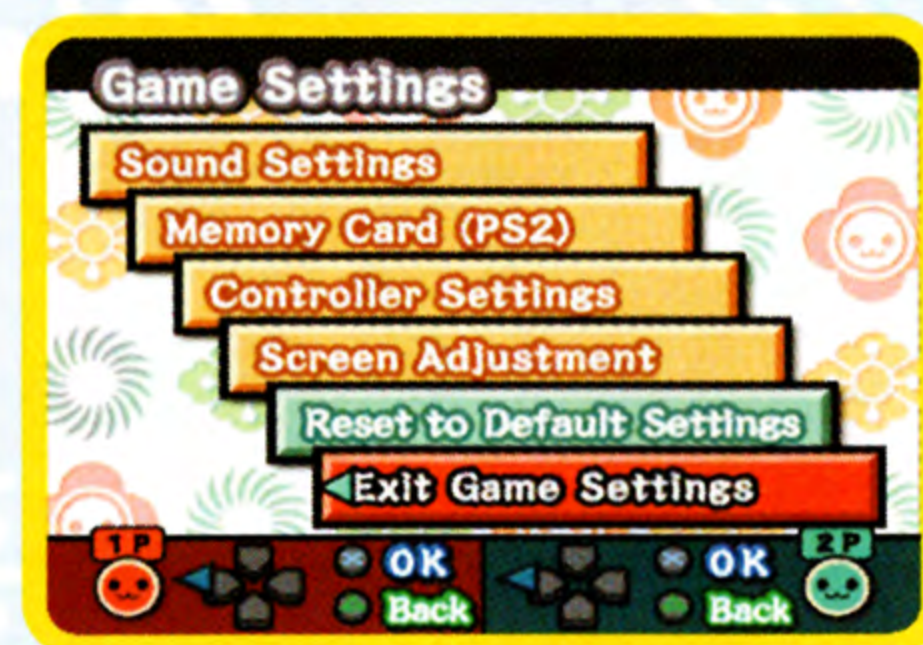 Game Settings
Sound Settings
Memory Card (PS2)
Controller Settings
Screen Adjustment
Reset to Default Settings
Exit Game Settings
1P OK 2P OK
Back Back